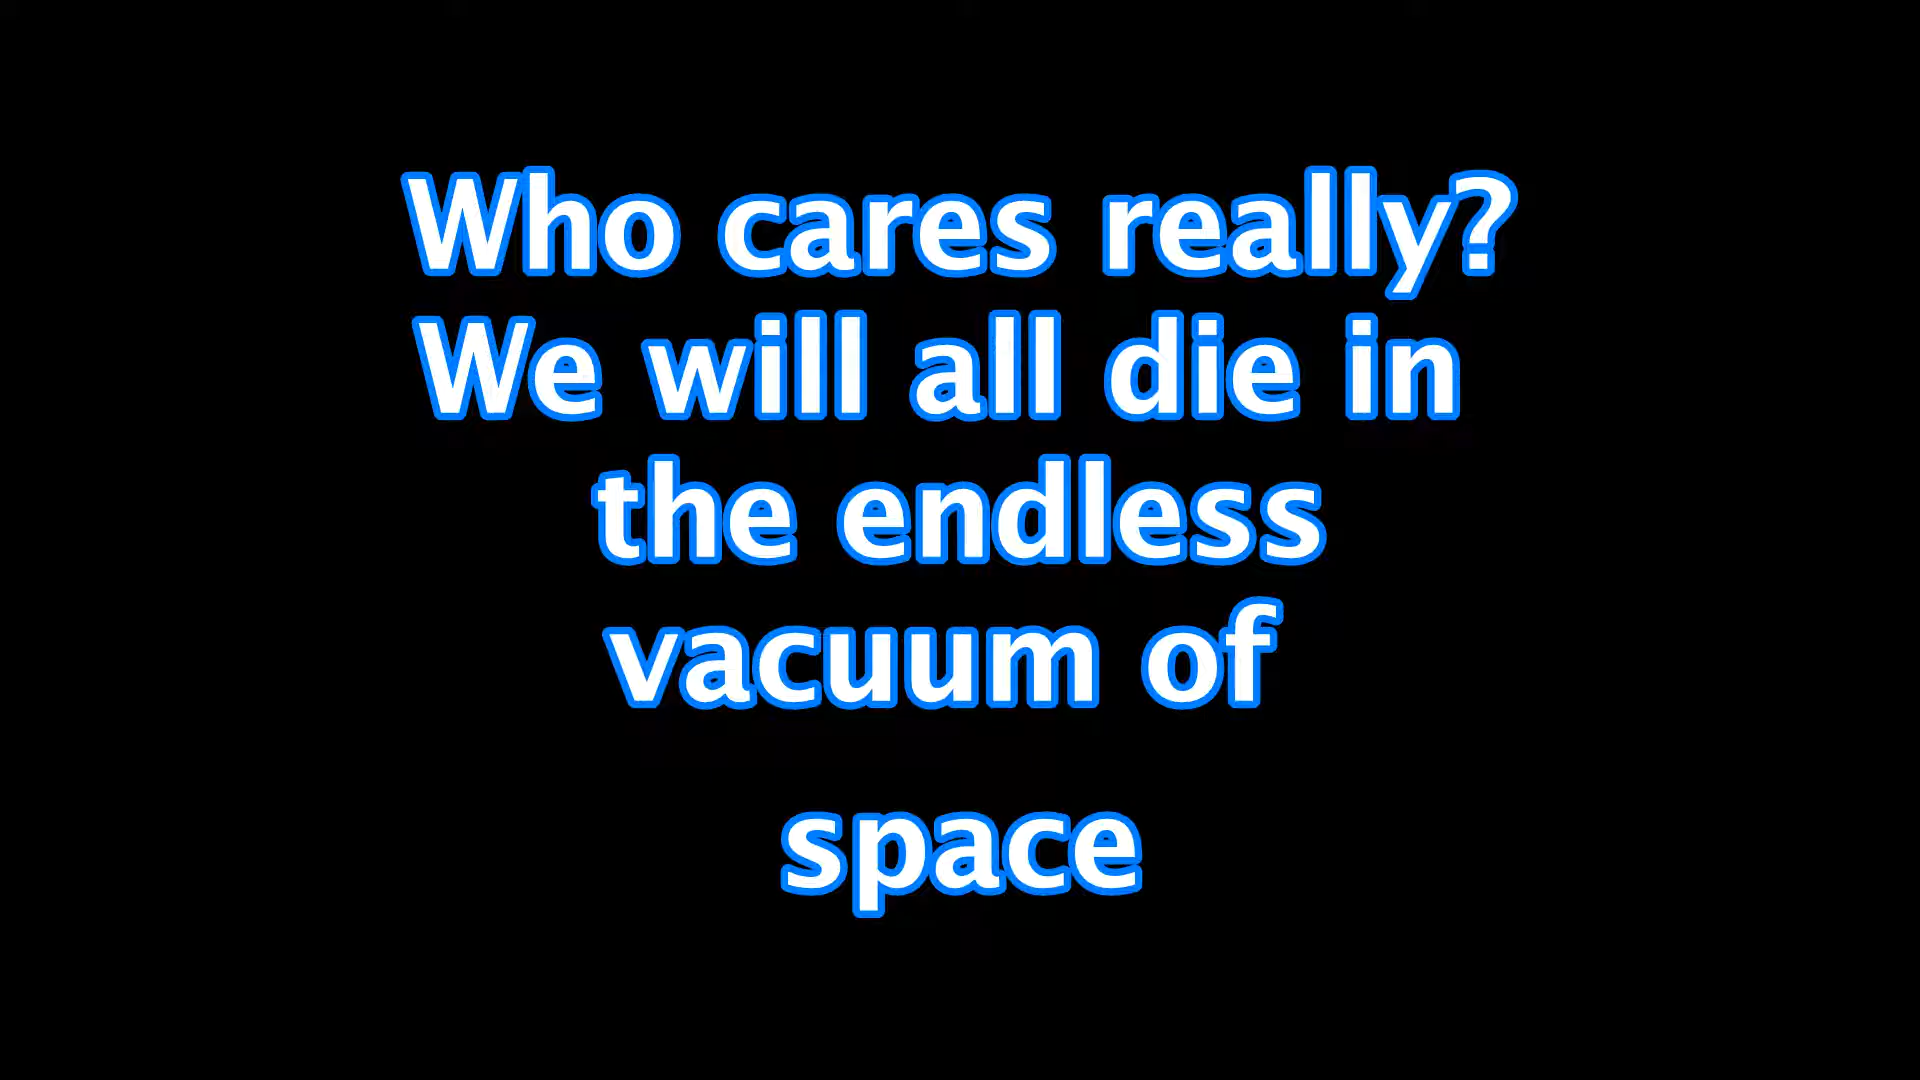 Who cares really?
We will all die in
the endless
vacuum of
space